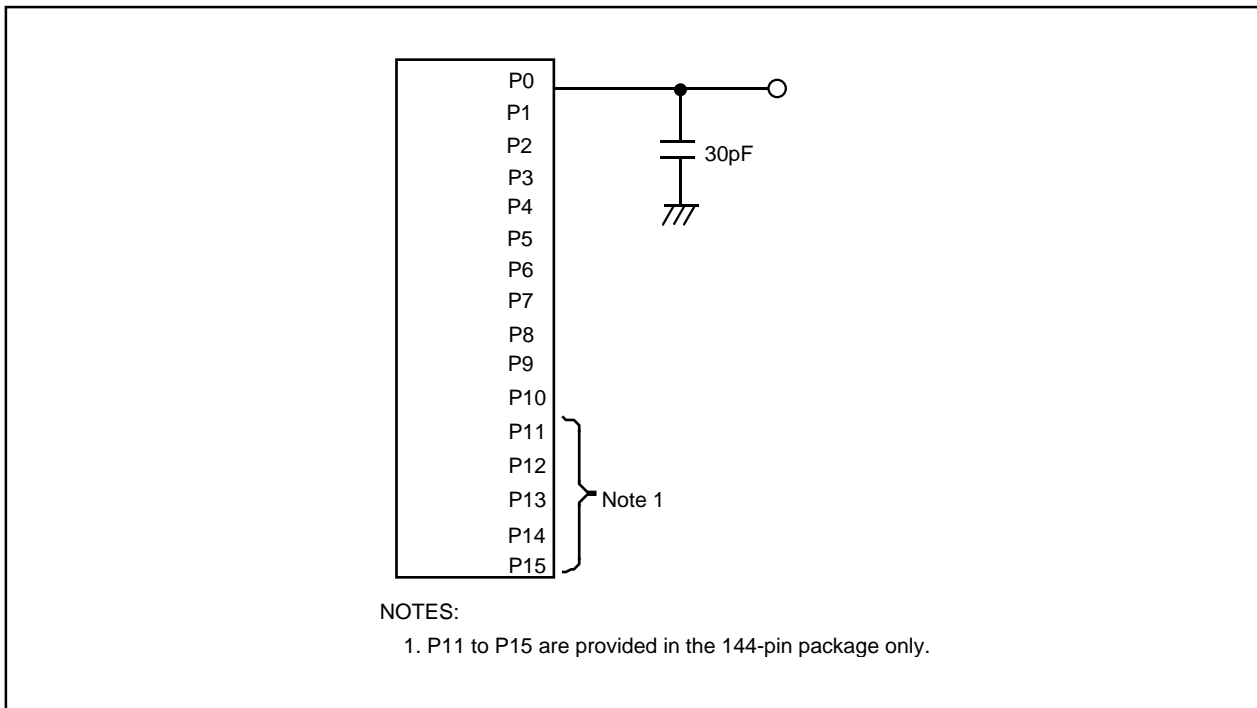 P0
P1
P2
30pF
P3
P4
P5
P6
P7
P8
P9
P10
P11
P12
P13
Note 1
P14
P15
NOTES:
1. P11 to P15 are provided in the 144-pin package only.